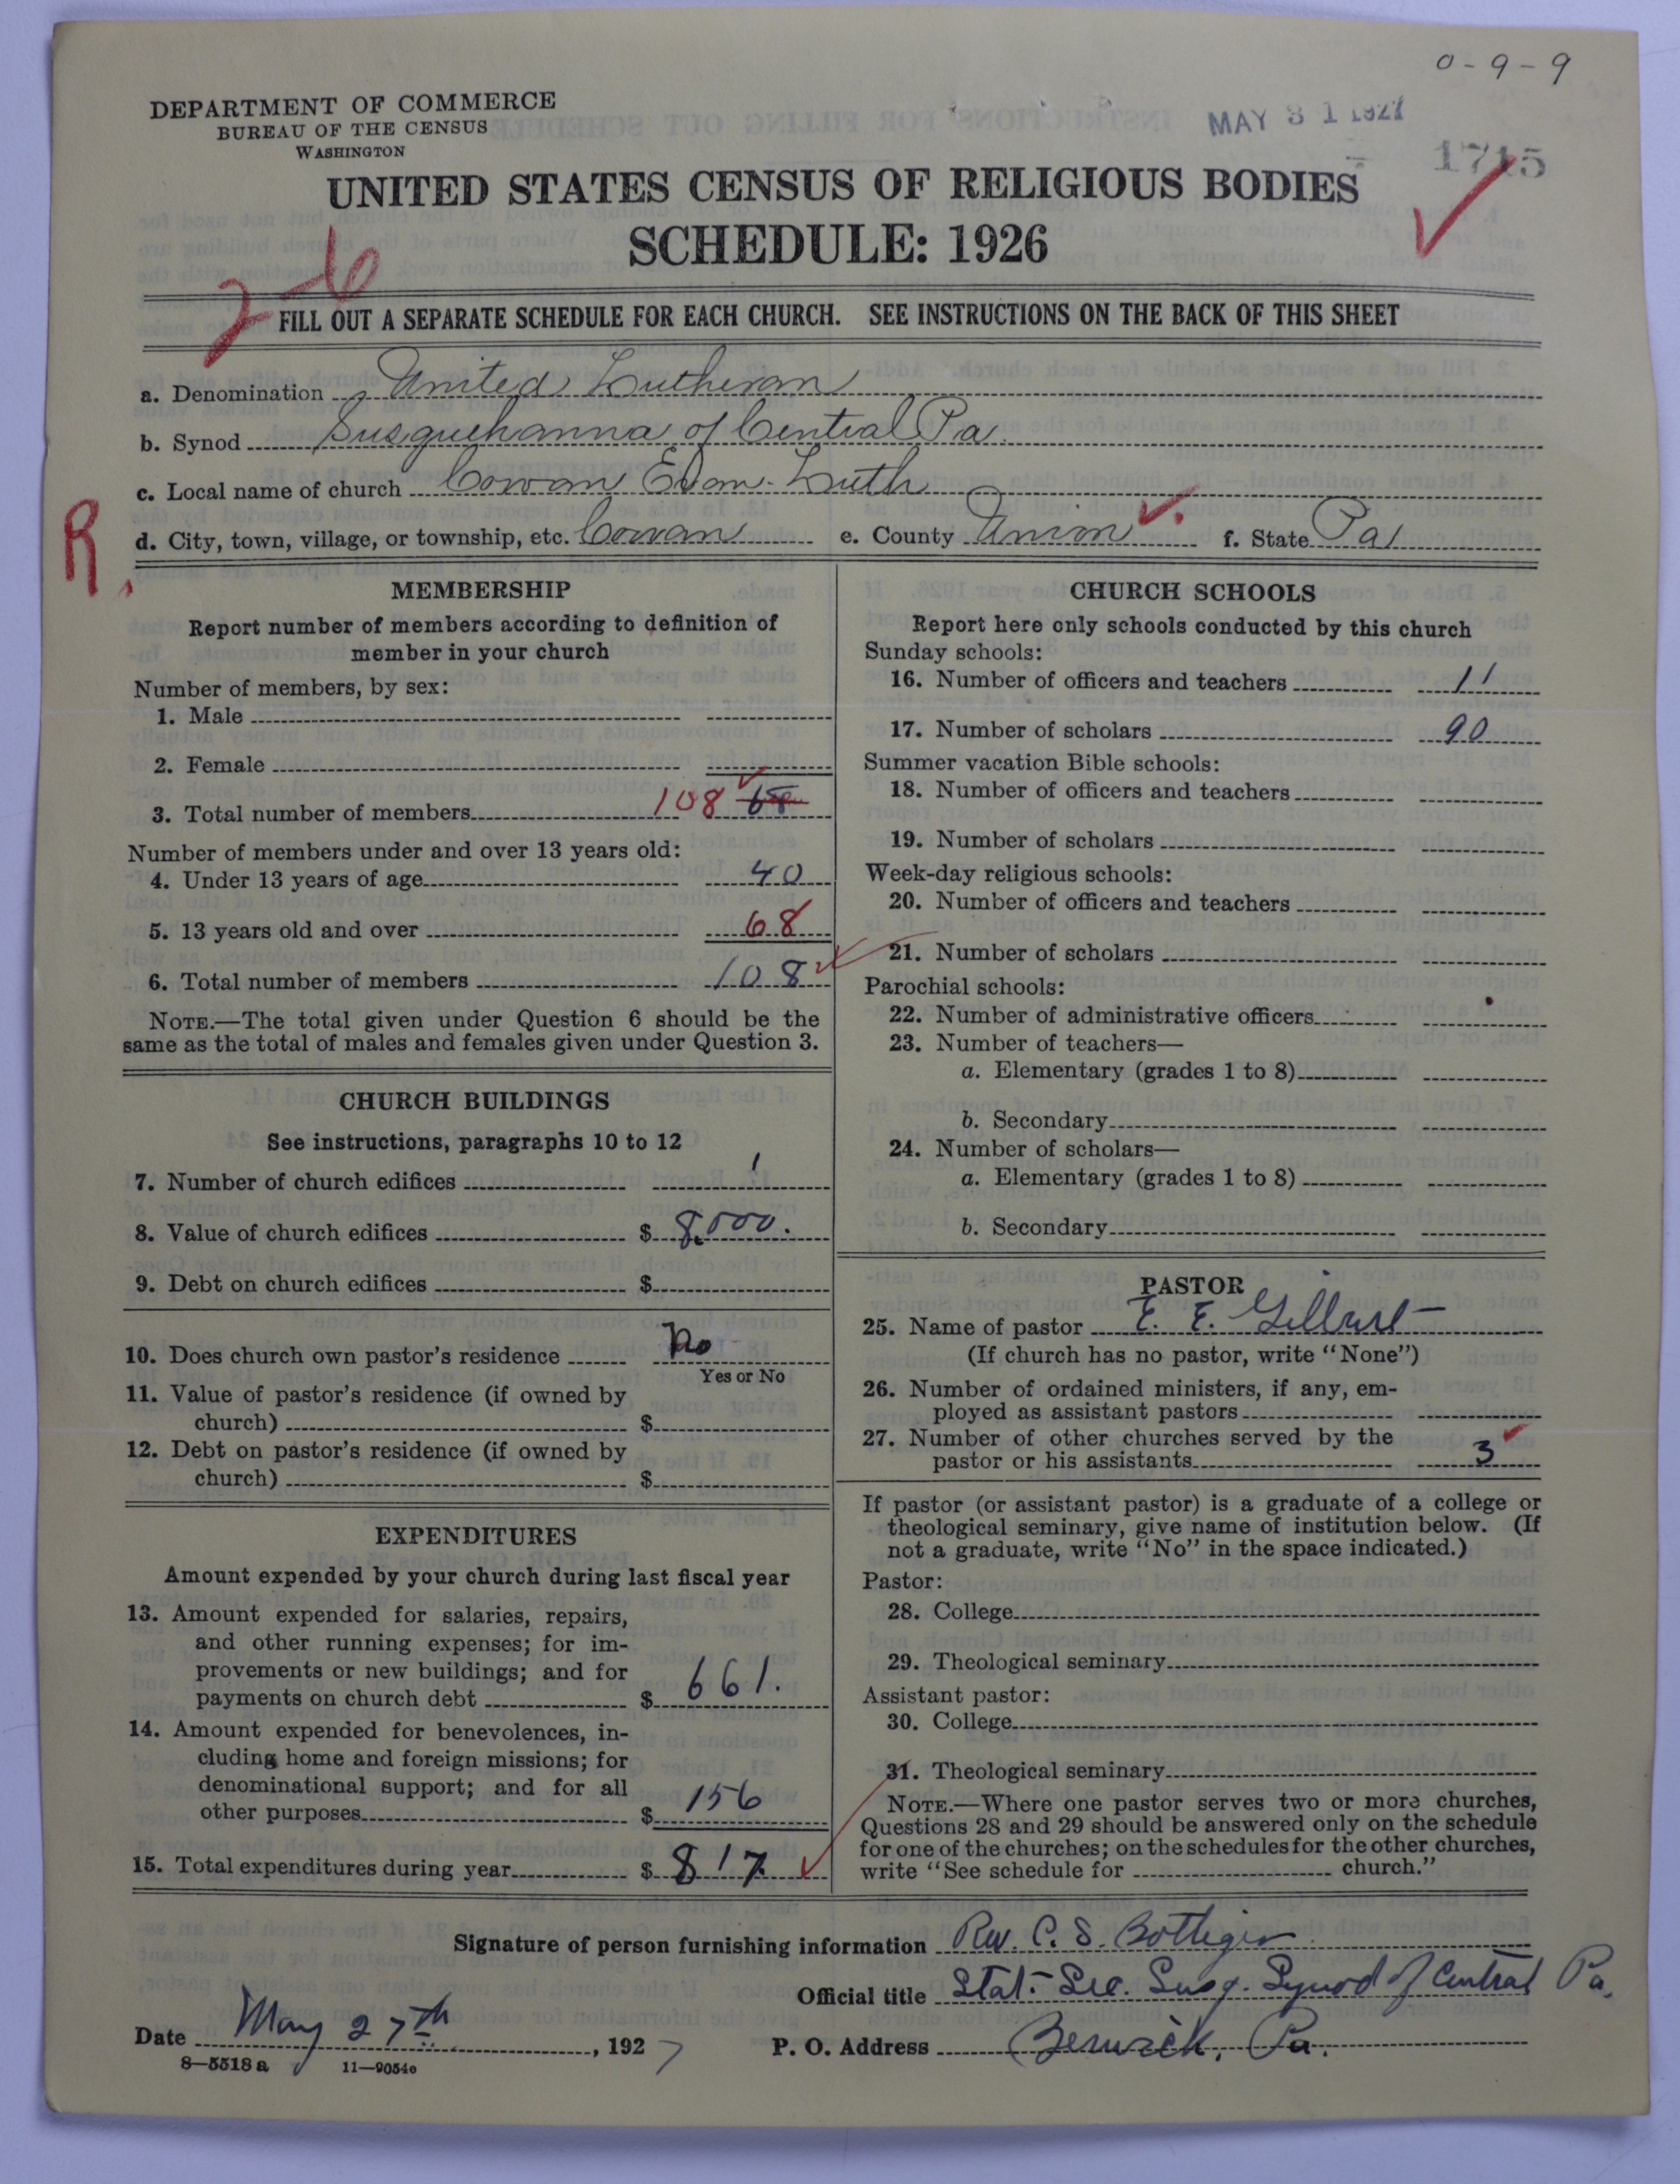 0-9-9
DEPARTMENT OF COMMERCE
BUREAU OF THE CENSUS
WASHINGTON
MAY 31 1927
1715
UNITED STATES CENSUS OF RELIGIOUS BODIES
SCHEDULE: 1926
2-6
FILL OUT A SEPARATE SCHEDULE FOR EACH CHURCH. SEE INSTRUCTIONS ON THE BACK OF THIS SHEET
a. Denomination United Lutheran
b. Synod Susquehanna of Central Pa.
c. Local name of church Cowan Evan. Luth
R.
d. City, town, village, or township, etc. Cowan e. County Union f. State Pa
MEMBERSHIP
Report number of members according to definition of
member in your church
Number of members, by sex:
1. Male
2. Female
3. Total number of members 108 68
Number of members under and over 13 years old:
4. Under 13 years of age 40
5. 13 years old and over 68
6. Total number of members 108
NOTE.—The total given under Question 6 should be the
same as the total of males and females given under Question 3.
CHURCH BUILDINGS
See instructions, paragraphs 10 to 12
7. Number of church edifices 1
8. Value of church edifices $ 8,000.
9. Debt on church edifices $
10. Does church own pastor's residence No
Yes or No
11. Value of pastor's residence (if owned by
church) $
12. Debt on pastor's residence (if owned by
church) $
EXPENDITURES
Amount expended by your church during last fiscal year
13. Amount expended for salaries, repairs,
and other running expenses; for im-
provements or new buildings; and for
payments on church debt $ 661.
14. Amount expended for benevolences, in-
cluding home and foreign missions; for
denominational support; and for all
other purposes $ 156
15. Total expenditures during year $ 817.
CHURCH SCHOOLS
Report here only schools conducted by this church
Sunday schools:
16. Number of officers and teachers 11
17. Number of scholars 90
Summer vacation Bible schools:
18. Number of officers and teachers
19. Number of scholars
Week-day religious schools:
20. Number of officers and teachers
21. Number of scholars
Parochial schools:
22. Number of administrative officers
23. Number of teachers—
a. Elementary (grades 1 to 8)
b. Secondary
24. Number of scholars—
a. Elementary (grades 1 to 8)
b. Secondary
PASTOR
25. Name of pastor E. E. Gilbert
(If church has no pastor, write "None")
26. Number of ordained ministers, if any, em-
ployed as assistant pastors
27. Number of other churches served by the
pastor or his assistants 3
If pastor (or assistant pastor) is a graduate of a college or
theological seminary, give name of institution below. (If
not a graduate, write "No" in the space indicated.)
Pastor:
28. College
29. Theological seminary
Assistant pastor:
30. College
31. Theological seminary
NOTE.—Where one pastor serves two or more churches,
Questions 28 and 29 should be answered only on the schedule
for one of the churches; on the schedules for the other churches,
write "See schedule for church."
Signature of person furnishing information Rev. C. S. Bottiger
Official title Stat. Sec. Susq. Synod of Central Pa.
Date May 27th, 1927 P. O. Address Berwick, Pa.
8—5518 a 11—9054o